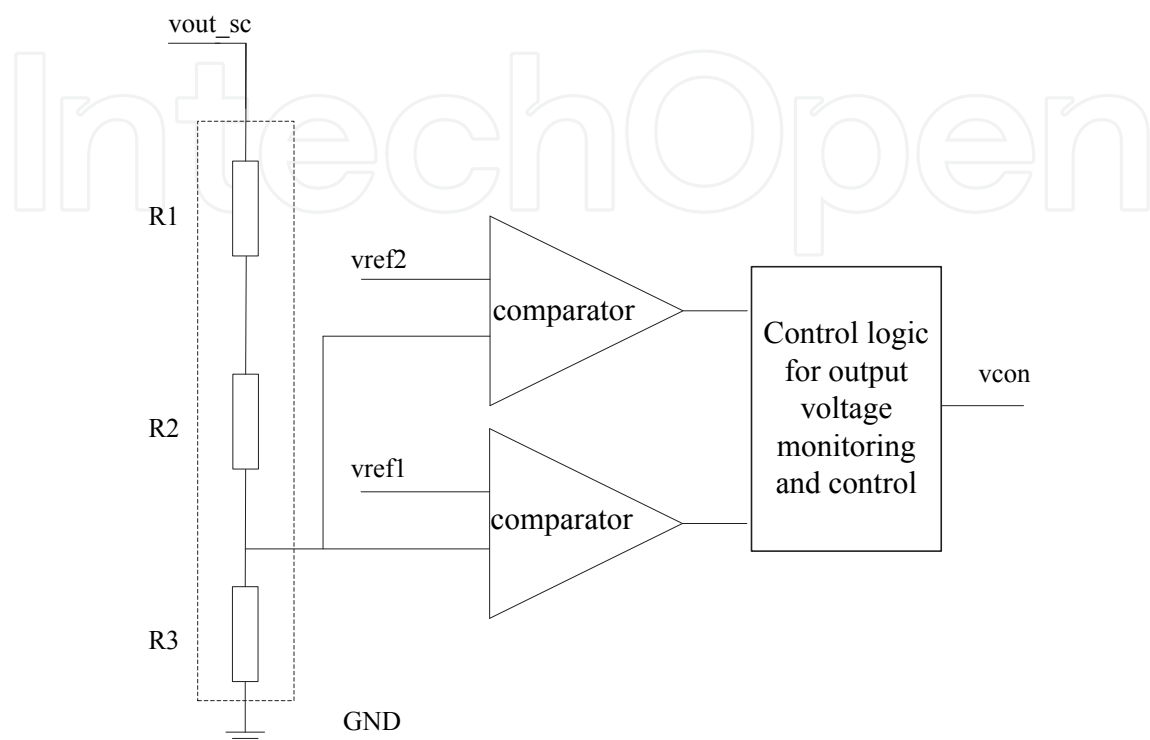 vout_sc
IntechOpen
R1
vref2
comparator
Control logic
for output
voltage
monitoring
and control
vcon
R2
vref1
comparator
R3
GND